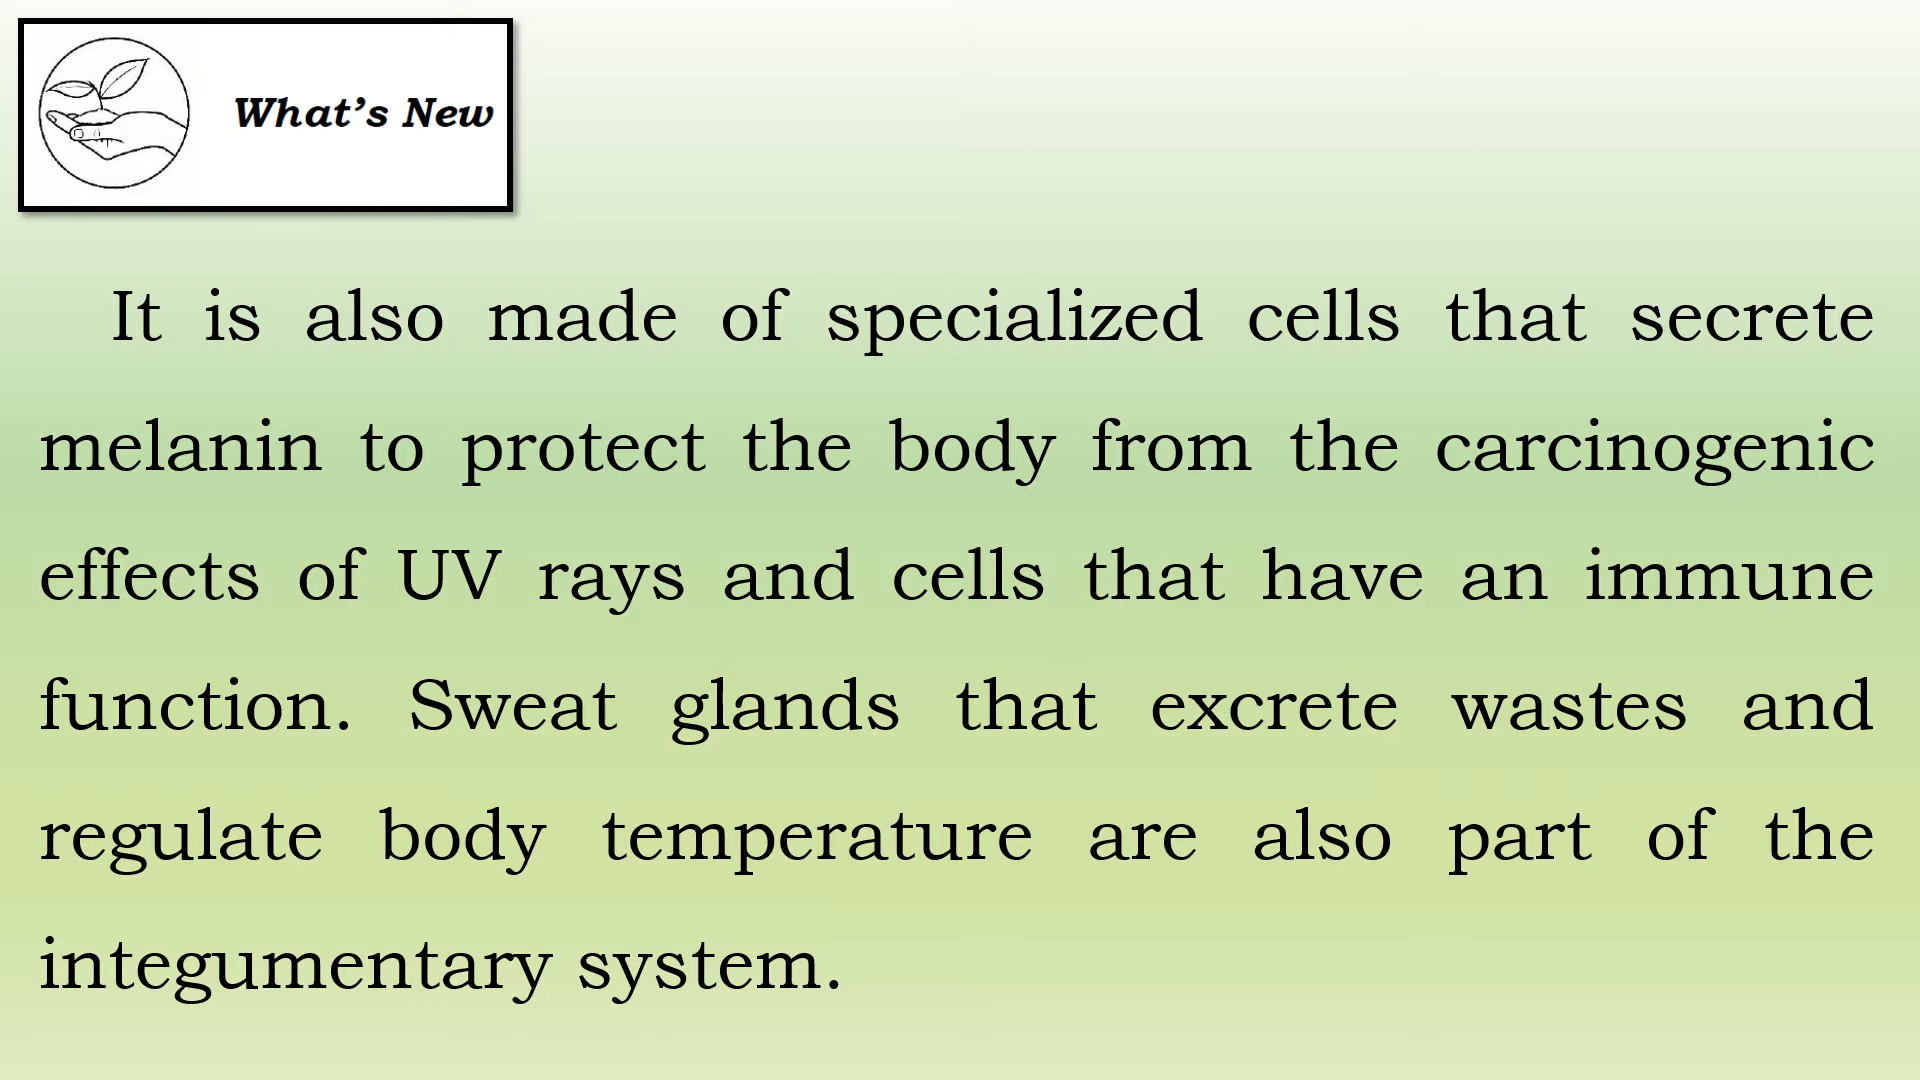 What's New
It is also made of specialized cells that secrete
melanin to protect the body from the carcinogenic
effects of UV rays and cells that have an immune
function. Sweat glands that excrete wastes and
regulate body temperature are also part of the
integumentary system.